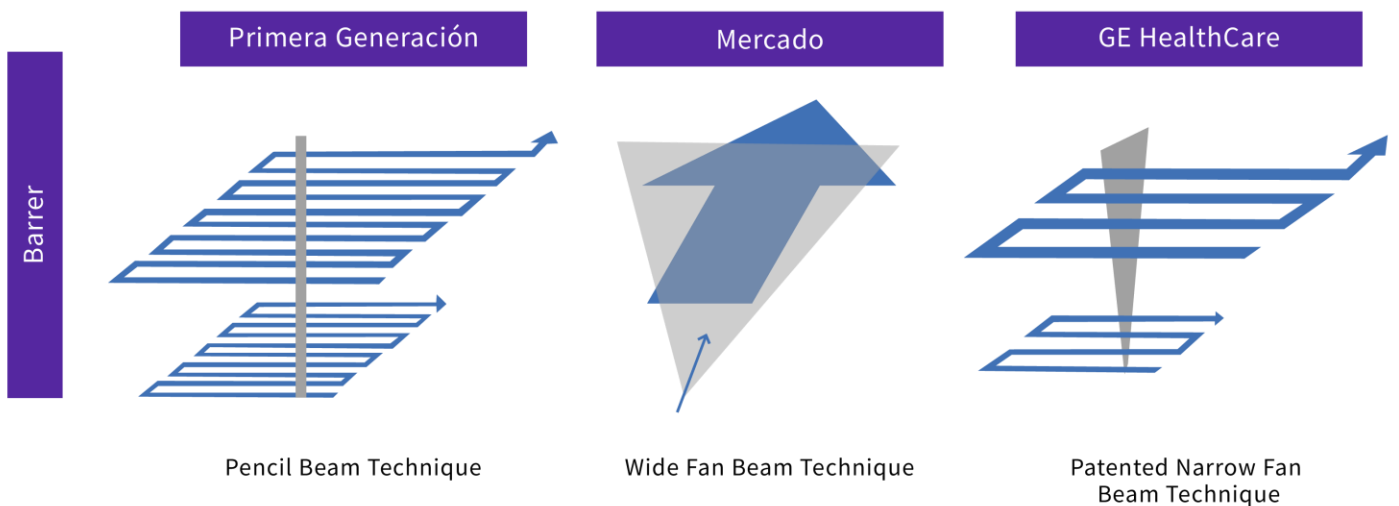 Primera Generación
Mercado
GE HealthCare
Barrer
Pencil Beam Technique
Wide Fan Beam Technique
Patented Narrow Fan
Beam Technique